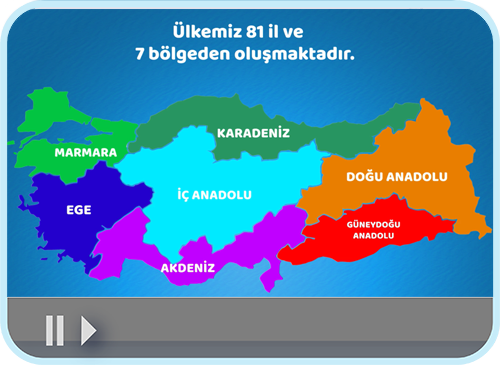 Ülkemiz 81 il ve
7 bölgeden oluşmaktadır.
KARADENİZ
MARMARA
DOĞU ANADOLU
İÇ ANADOLU
EGE
GÜNEYDOĞU
ANADOLU
AKDENİZ